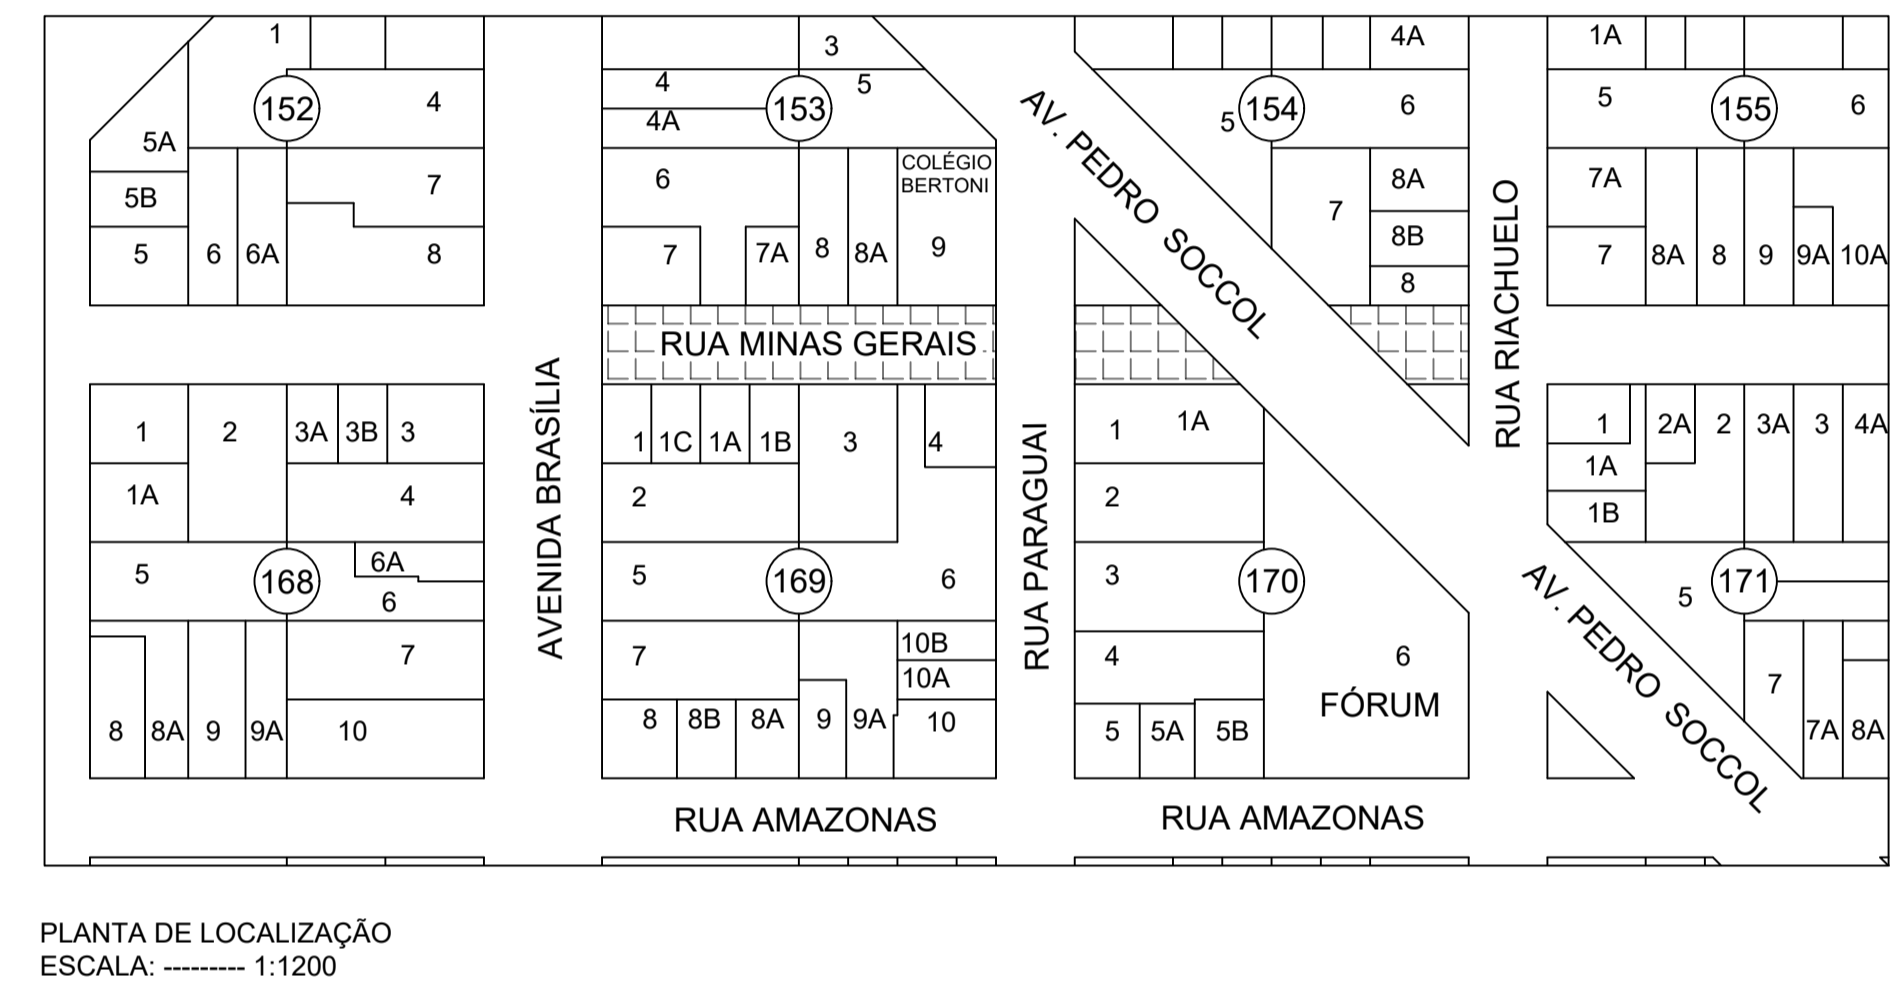 1
3
4A
1A
152
4
4
4A
153
5
5
154
6
5
155
6
5A
5B
5
6
6A
7
8
6
7
7A
8
8A
COLÉGIO
BERTONI
9
AV. PEDRO SOCCOL
7
8A
8B
8
RUA RIACHUELO
7A
7
8A
8
9
9A
10A
RUA MINAS GERAIS
AVENIDA BRASÍLIA
RUA PARAGUAI
1
2
3A
3B
3
1A
4
5
168
6A
6
7
8
8A
9
9A
10
1
1C
1A
1B
3
4
2
5
169
6
7
10B
10A
8
8B
8A
9
9A
10
1
1A
2
3
170
4
6
FÓRUM
5
5A
5B
1
2A
2
3A
3
4A
1A
1B
5
171
AV. PEDRO SOCCOL
7
7A
8A
RUA AMAZONAS
RUA AMAZONAS
PLANTA DE LOCALIZAÇÃO
ESCALA: --------- 1:1200